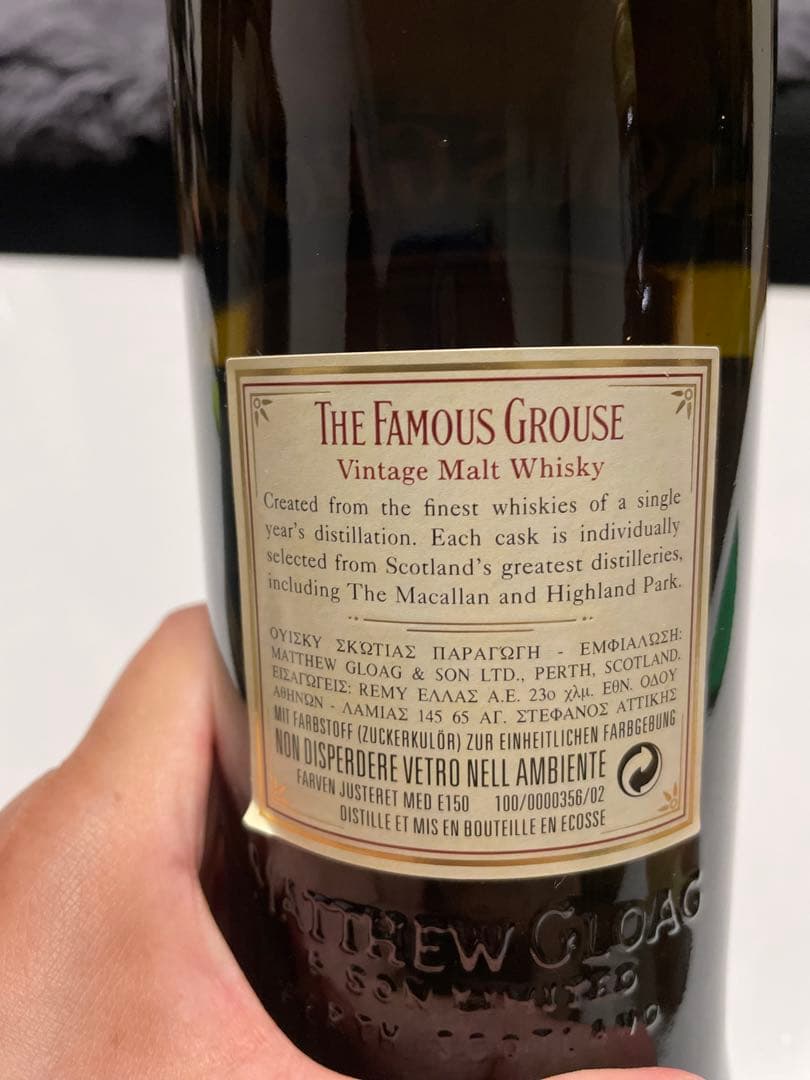 THE FAMOUS GROUSE
Vintage Malt Whisky
Created from the finest whiskies of a single
year's distillation. Each cask is individually
selected from Scotland's greatest distilleries,
including The Macallan and Highland Park.
ΟΥΙΣΚΥ ΣΚΩΤΙΑΣ ΠΑΡΑΓΩΓΗ - ΕΜΦΙΑΛΩΣΗ:
MATTHEW GLOAG & SON LTD., PERTH, SCOTLAND.
ΕΙΣΑΓΩΓΕΙΣ: REMY ΕΛΛΑΣ Α.Ε. 23ο χλμ. ΕΘΝ. ΟΔΟΥ
ΑΘΗΝΩΝ - ΛΑΜΙΑΣ 145 65 ΑΓ. ΣΤΕΦΑΝΟΣ ΑΤΤΙΚΗΣ
MIT FARBSTOFF (ZUCKERKULÖR) ZUR EINHEITLICHEN FARBGEBUNG
NON DISPERDERE VETRO NELL AMBIENTE
FARVEN JUSTERET MED E150 100/0000356/02
DISTILLE ET MIS EN BOUTEILLE EN ECOSSE
MATTHEW GLOAG
& SON LIMITED
PERTH SCOTLAND